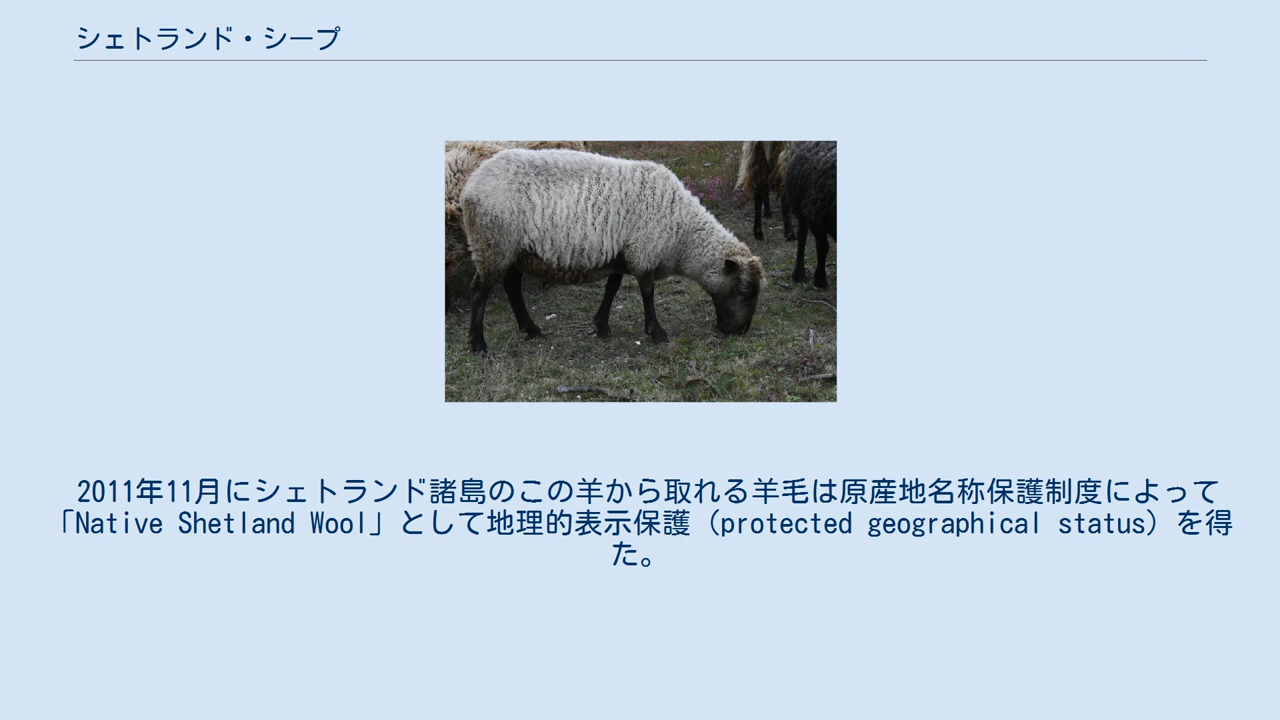 シェトランド・シープ
2011年11月にシェトランド諸島のこの羊から取れる羊毛は原産地名称保護制度によって
「Native Shetland Wool」として地理的表示保護（protected geographical status）を得
た。